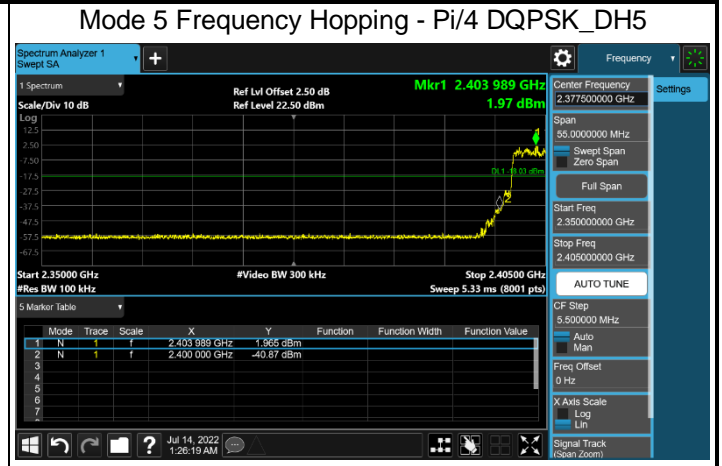 Mode 5 Frequency Hopping - Pi/4 DQPSK_DH5
Spectrum Analyzer 1
Swept SA
+
Frequency
1 Spectrum
Scale/Div 10 dB
Log
Ref Lvl Offset 2.50 dB
Ref Level 22.50 dBm
Mkr1 2.403 989 GHz
1.97 dBm
12.5
2.50
-7.50
-17.5
-27.5
-37.5
-47.5
-57.5
-67.5
1
DL1 -18.03 dBm
2
Start 2.35000 GHz
#Res BW 100 kHz
#Video BW 300 kHz
Stop 2.40500 GHz
Sweep 5.33 ms (8001 pts)
5 Marker Table
Mode Trace Scale X Y Function Function Width Function Value
1 N 1 f 2.403 989 GHz 1.965 dBm
2 N 1 f 2.400 000 GHz -40.87 dBm
3
4
5
6
7
?
Jul 14, 2022
1:26:19 AM
Center Frequency
2.377500000 GHz
Settings
Span
55.0000000 MHz
Swept Span
Zero Span
Full Span
Start Freq
2.350000000 GHz
Stop Freq
2.405000000 GHz
AUTO TUNE
CF Step
5.500000 MHz
Auto
Man
Freq Offset
0 Hz
X Axis Scale
Log
Lin
Signal Track
(Span Zoom)